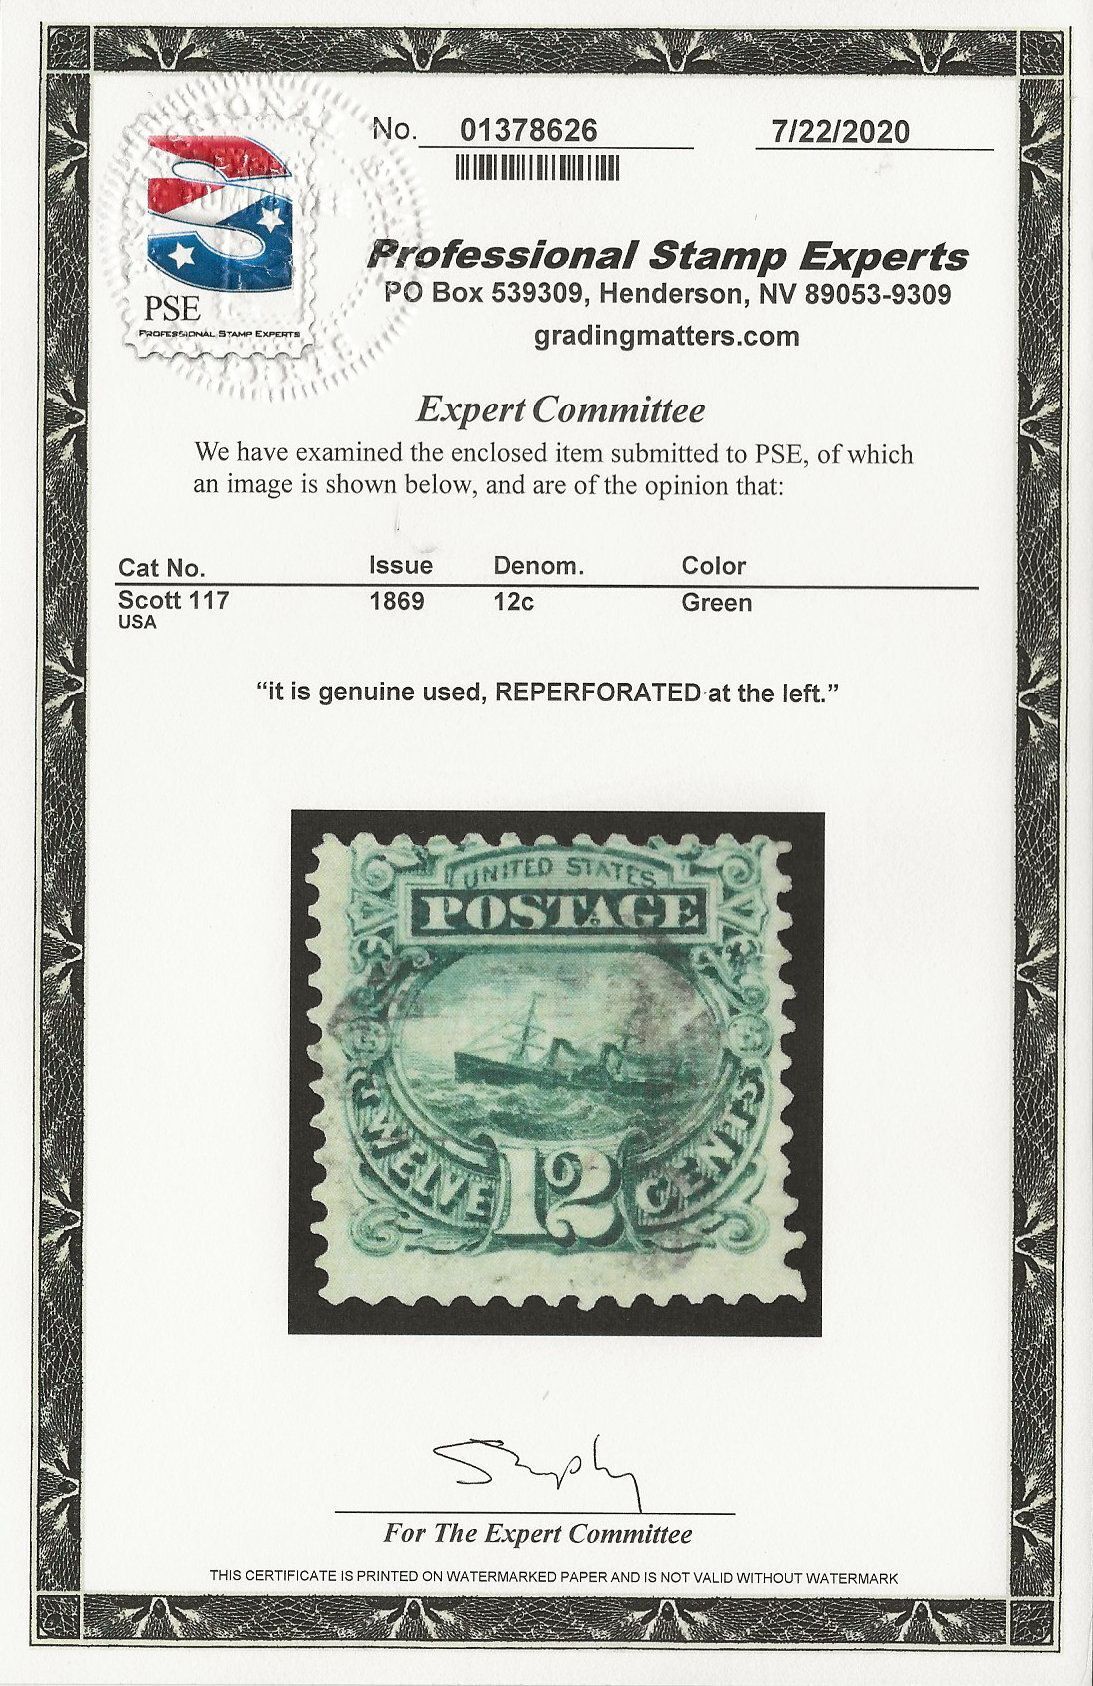 No. 01378626 7/22/2020
PSE
PROFESSIONAL STAMP EXPERTS
Professional Stamp Experts
PO Box 539309, Henderson, NV 89053-9309
gradingmatters.com
Expert Committee
We have examined the enclosed item submitted to PSE, of which
an image is shown below, and are of the opinion that:
Cat No. Issue Denom. Color
Scott 117 1869 12c Green
USA
“it is genuine used, REPERFORATED at the left.”
UNITED STATES
POSTAGE
TWELVE 12 CENTS
For The Expert Committee
THIS CERTIFICATE IS PRINTED ON WATERMARKED PAPER AND IS NOT VALID WITHOUT WATERMARK